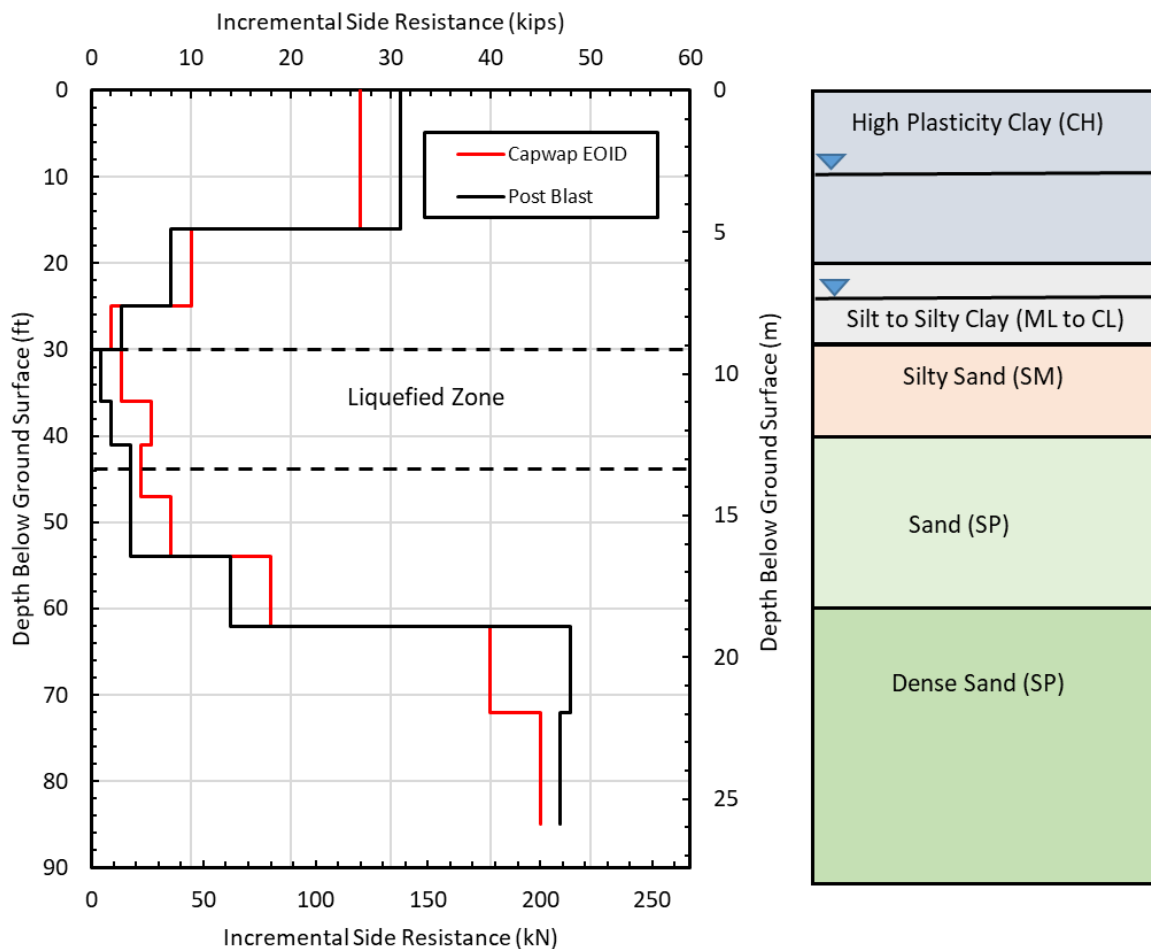 Incremental Side Resistance (kips)
0 10 20 30 40 50 60
0
10
20
30
40
50
60
70
80
90
Depth Below Ground Surface (ft)
Capwap EOID
Post Blast
Liquefied Zone
0
5
10
15
20
25
Depth Below Ground Surface (m)
0 50 100 150 200 250
Incremental Side Resistance (kN)
High Plasticity Clay (CH)
Silt to Silty Clay (ML to CL)
Silty Sand (SM)
Sand (SP)
Dense Sand (SP)